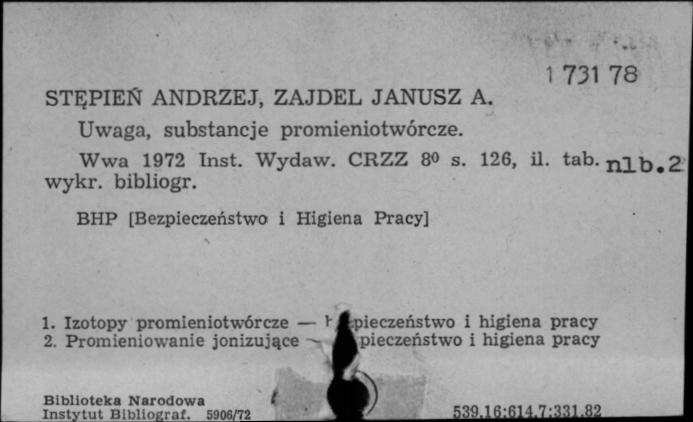 1 731 78
STĘPIEŃ ANDRZEJ, ZAJDEL JANUSZ A.
Uwaga, substancje promieniotwórcze.
Wwa 1972 Inst. Wydaw. CRZZ 8⁰ s. 126, il. tab. nlb.2
wykr. bibliogr.
BHP [Bezpieczeństwo i Higiena Pracy]
1. Izotopy promieniotwórcze — pieczeństwo i higiena pracy
2. Promieniowanie jonizujące — pieczeństwo i higiena pracy
Biblioteka Narodowa
Instytut Bibliograf. 5906/72
539.16:614.7:331.82